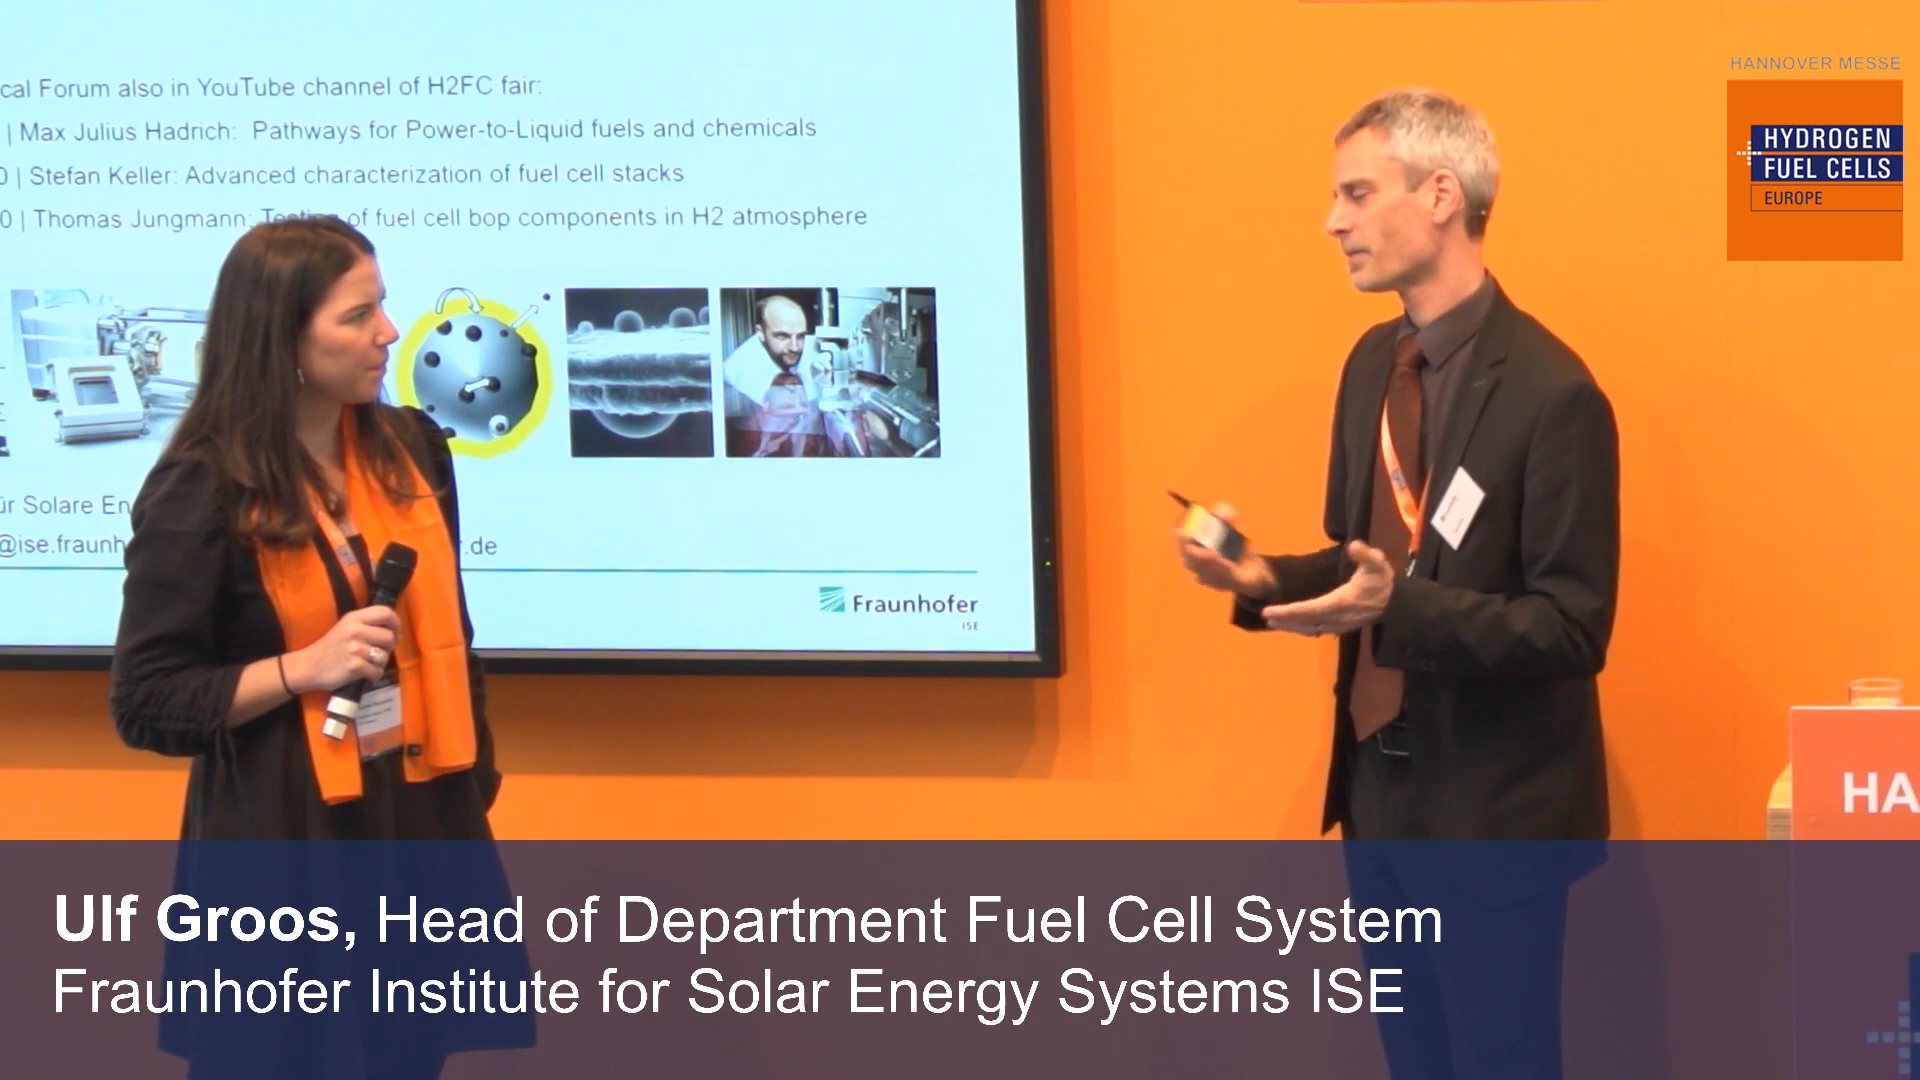 cal Forum also in YouTube channel of H2FC fair:
| Max Julius Hadrich: Pathways for Power-to-Liquid fuels and chemicals
0 | Stefan Keller: Advanced characterization of fuel cell stacks
0 | Thomas Jungmann: Testing of fuel cell bop components in H2 atmosphere
ür Solare En
@ise.fraunh
.de
Fraunhofer
ISE
HANNOVER MESSE
HYDROGEN
FUEL CELLS
EUROPE
HA
Ulf Groos, Head of Department Fuel Cell System
Fraunhofer Institute for Solar Energy Systems ISE